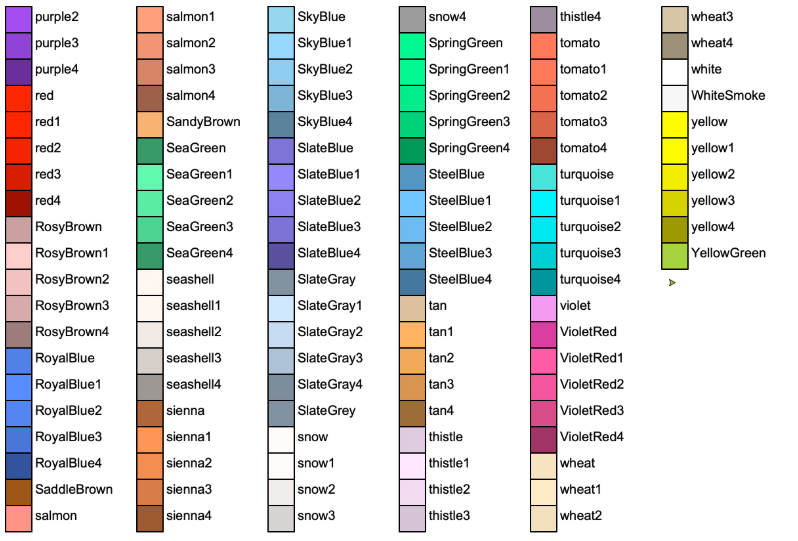 purple2
purple3
purple4
red
red1
red2
red3
red4
RosyBrown
RosyBrown1
RosyBrown2
RosyBrown3
RosyBrown4
RoyalBlue
RoyalBlue1
RoyalBlue2
RoyalBlue3
RoyalBlue4
SaddleBrown
salmon
salmon1
salmon2
salmon3
salmon4
SandyBrown
SeaGreen
SeaGreen1
SeaGreen2
SeaGreen3
SeaGreen4
seashell
seashell1
seashell2
seashell3
seashell4
sienna
sienna1
sienna2
sienna3
sienna4
SkyBlue
SkyBlue1
SkyBlue2
SkyBlue3
SkyBlue4
SlateBlue
SlateBlue1
SlateBlue2
SlateBlue3
SlateBlue4
SlateGray
SlateGray1
SlateGray2
SlateGray3
SlateGray4
SlateGrey
snow
snow1
snow2
snow3
snow4
SpringGreen
SpringGreen1
SpringGreen2
SpringGreen3
SpringGreen4
SteelBlue
SteelBlue1
SteelBlue2
SteelBlue3
SteelBlue4
tan
tan1
tan2
tan3
tan4
thistle
thistle1
thistle2
thistle3
thistle4
tomato
tomato1
tomato2
tomato3
tomato4
turquoise
turquoise1
turquoise2
turquoise3
turquoise4
violet
VioletRed
VioletRed1
VioletRed2
VioletRed3
VioletRed4
wheat
wheat1
wheat2
wheat3
wheat4
white
WhiteSmoke
yellow
yellow1
yellow2
yellow3
yellow4
YellowGreen